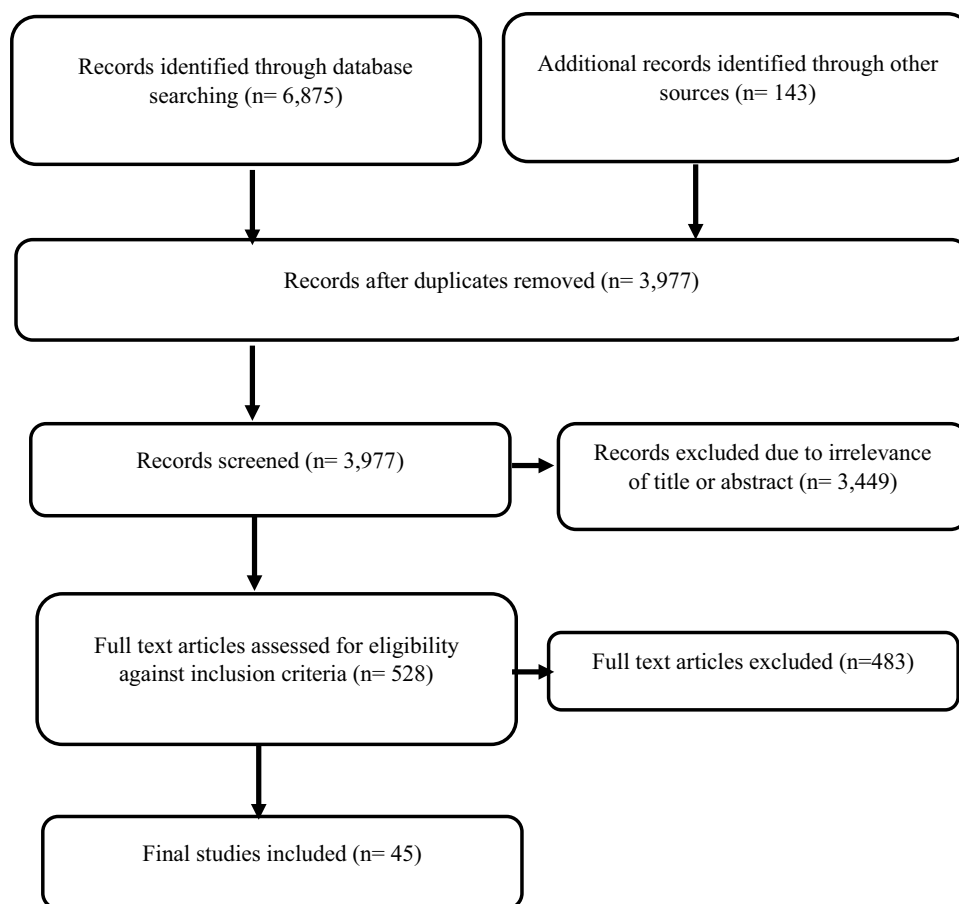 Records identified through database
searching (n= 6,875)
Additional records identified through other
sources (n= 143)
Records after duplicates removed (n= 3,977)
Records screened (n= 3,977)
Records excluded due to irrelevance
of title or abstract (n= 3,449)
Full text articles assessed for eligibility
against inclusion criteria (n= 528)
Full text articles excluded (n=483)
Final studies included (n= 45)